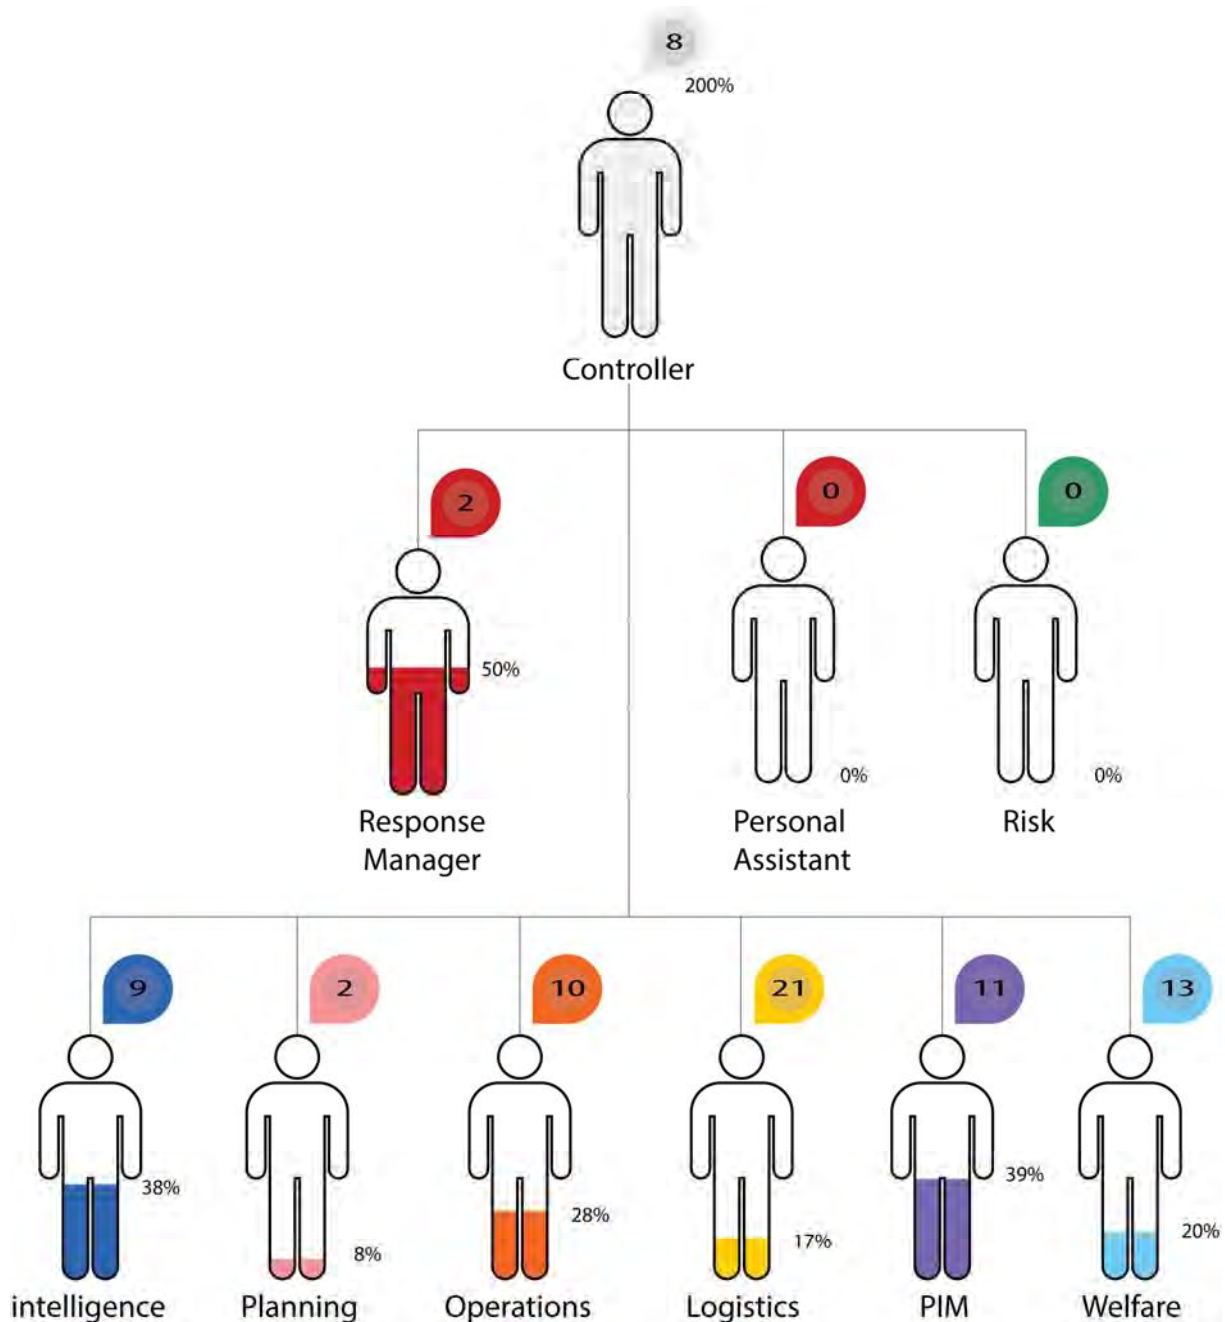 8
200%
Controller
2
0
0
50%
0%
0%
Response
Manager
Personal
Assistant
Risk
9
2
10
21
11
13
38%
8%
28%
17%
39%
20%
intelligence
Planning
Operations
Logistics
PIM
Welfare